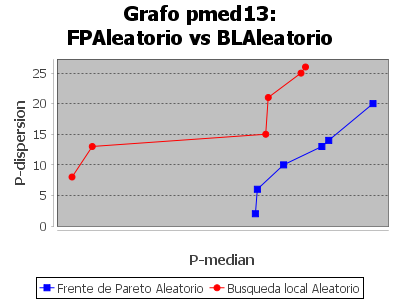 Grafo pmed13:
FPAleatorio vs BLAleatorio
P-dispersion
25
20
15
10
5
0
P-median
Frente de Pareto Aleatorio
Busqueda local Aleatorio